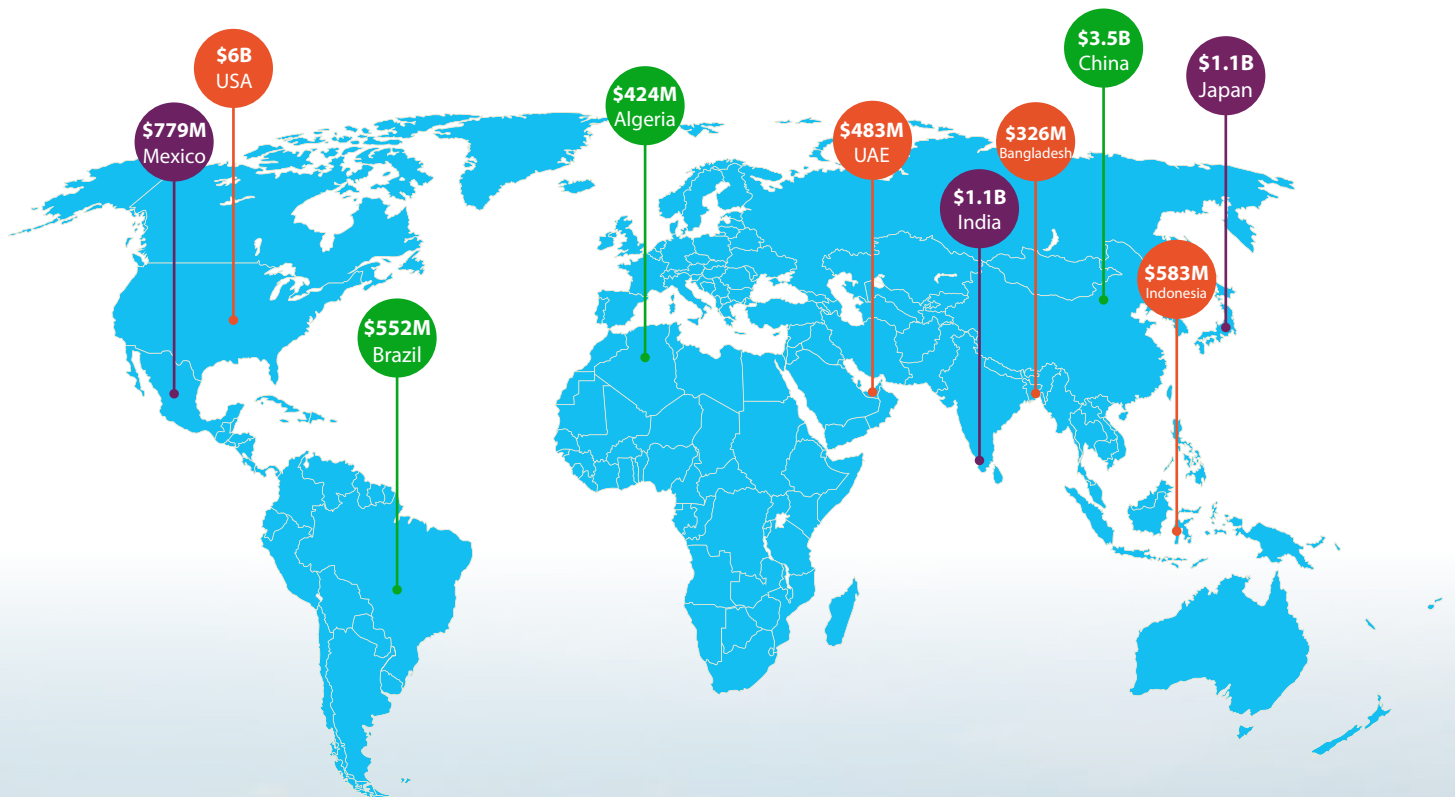 $6B
USA
$779M
Mexico
$552M
Brazil
$424M
Algeria
$483M
UAE
$326M
Bangladesh
$1.1B
India
$3.5B
China
$1.1B
Japan
$583M
Indonesia